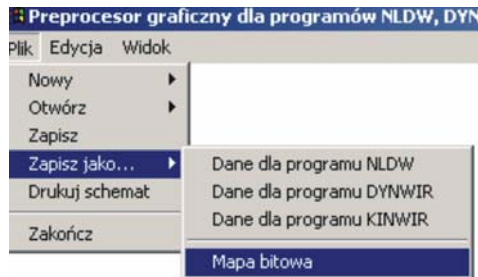 Preprocesor graficzny dla programów NLDW, DYN
Plik Edycja Widok
Nowy
Otwórz
Zapisz
Zapisz jako...
Drukuj schemat
Zakończ
Dane dla programu NLDW
Dane dla programu DYNWIR
Dane dla programu KINWIR
Mapa bitowa